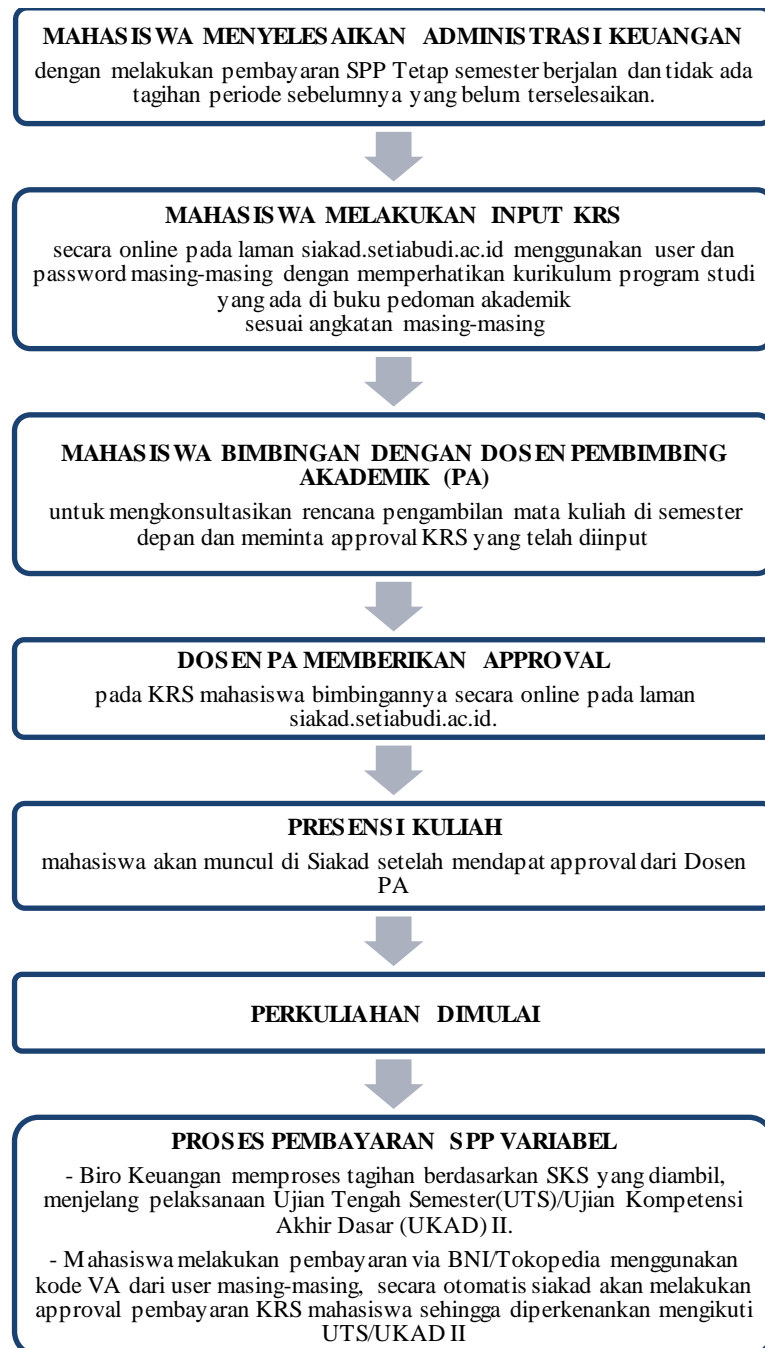 MAHASISWA MENYELESAIKAN ADMINISTRASI KEUANGAN
dengan melakukan pembayaran SPP Tetap semester berjalan dan tidak ada
tagihan periode sebelumnya yang belum terselesaikan.
MAHASISWA MELAKUKAN INPUT KRS
secara online pada laman siakad.setiabudi.ac.id menggunakan user dan
password masing-masing dengan memperhatikan kurikulum program studi
yang ada di buku pedoman akademik
sesuai angkatan masing-masing
MAHASISWA BIMBINGAN DENGAN DOSEN PEMBIMBING
AKADEMIK (PA)
untuk mengkonsultasikan rencana pengambilan mata kuliah di semester
depan dan meminta approval KRS yang telah diinput
DOSEN PA MEMBERIKAN APPROVAL
pada KRS mahasiswa bimbingannya secara online pada laman
siakad.setiabudi.ac.id.
PRESENSI KULIAH
mahasiswa akan muncul di Siakad setelah mendapat approval dari Dosen
PA
PERKULIAHAN DIMULAI
PROSES PEMBAYARAN SPP VARIABEL
- Biro Keuangan memproses tagihan berdasarkan SKS yang diambil,
menjelang pelaksanaan Ujian Tengah Semester(UTS)/Ujian Kompetensi
Akhir Dasar (UKAD) II.
- Mahasiswa melakukan pembayaran via BNI/Tokopedia menggunakan
kode VA dari user masing-masing, secara otomatis siakad akan melakukan
approval pembayaran KRS mahasiswa sehingga diperkenankan mengikuti
UTS/UKAD II